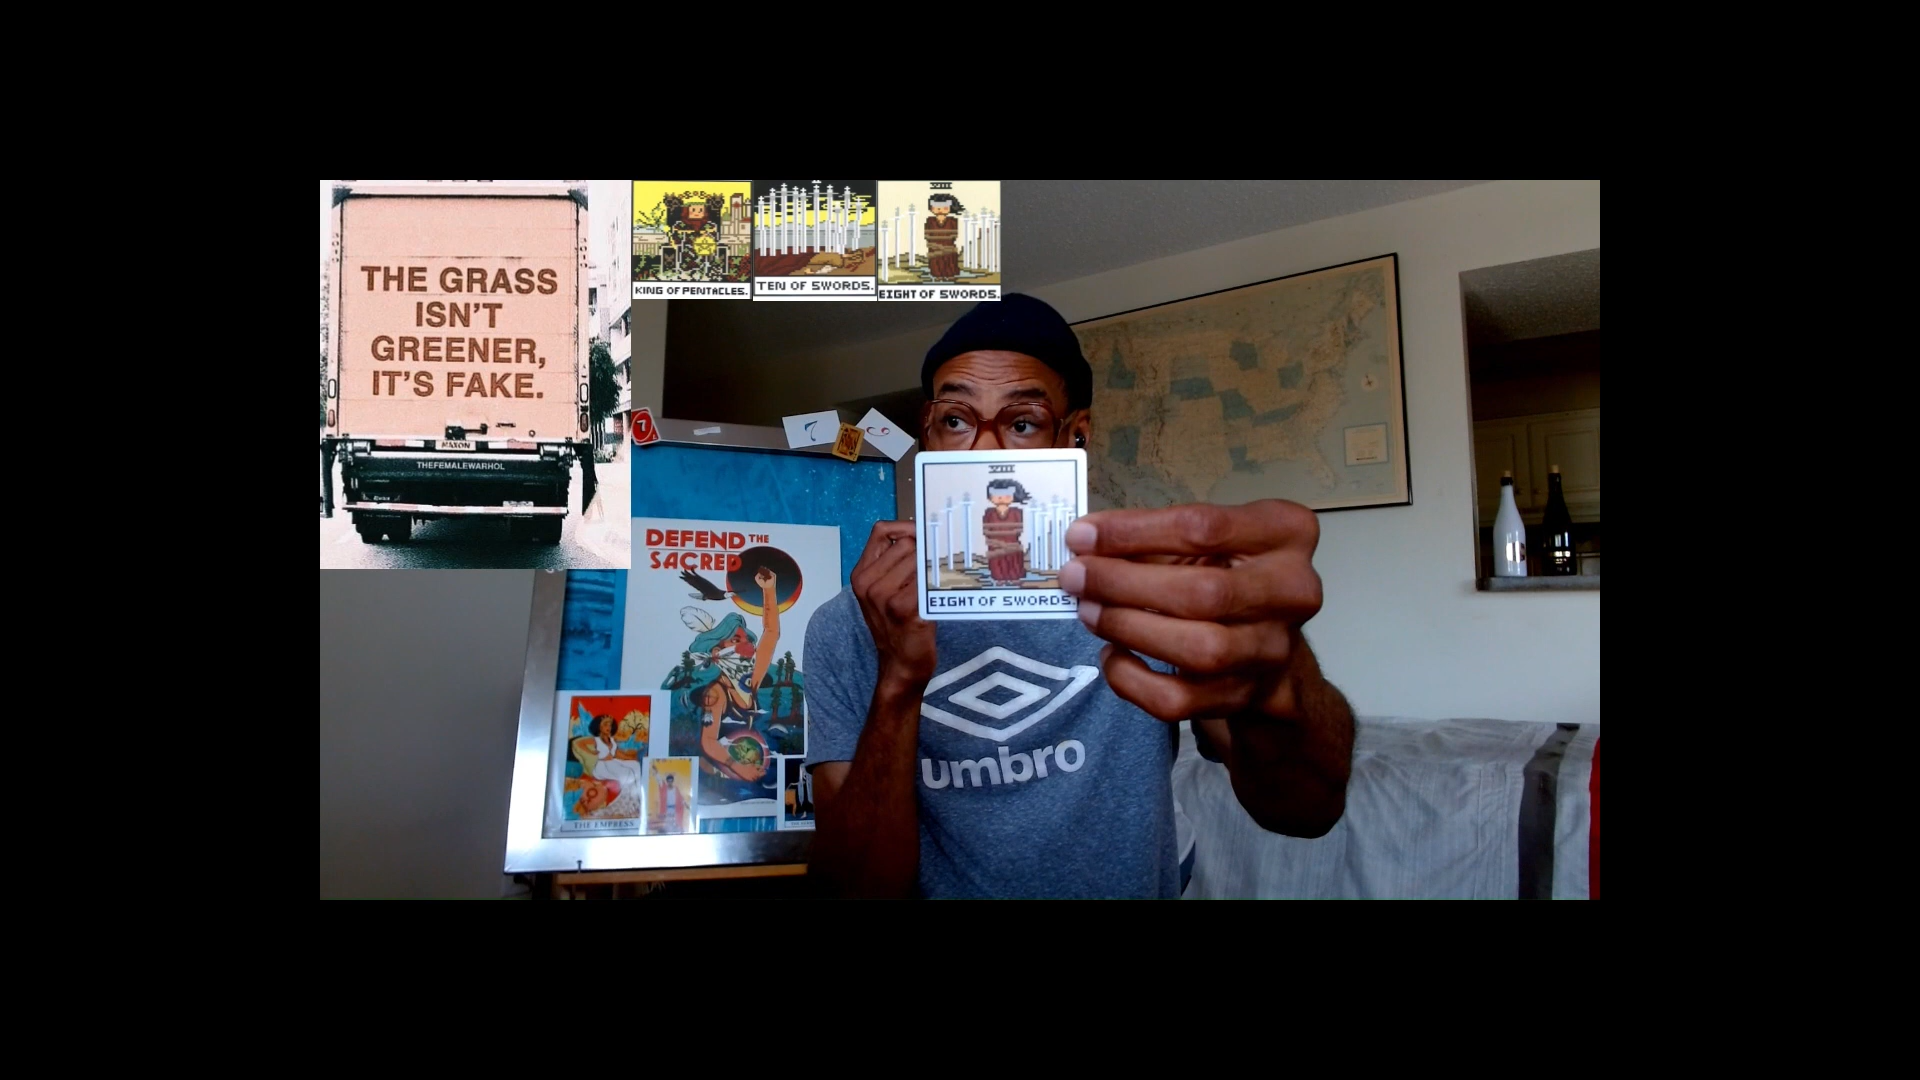 THE GRASS
ISN'T
GREENER,
IT'S FAKE.
MAXON
THEFEMALEWARHOL
KING OF PENTACLES.
TEN OF SWORDS.
VIII
EIGHT OF SWORDS.
7
7
DEFEND THE
SACRED
THE EMPRESS
VIII
EIGHT OF SWORDS.
umbro